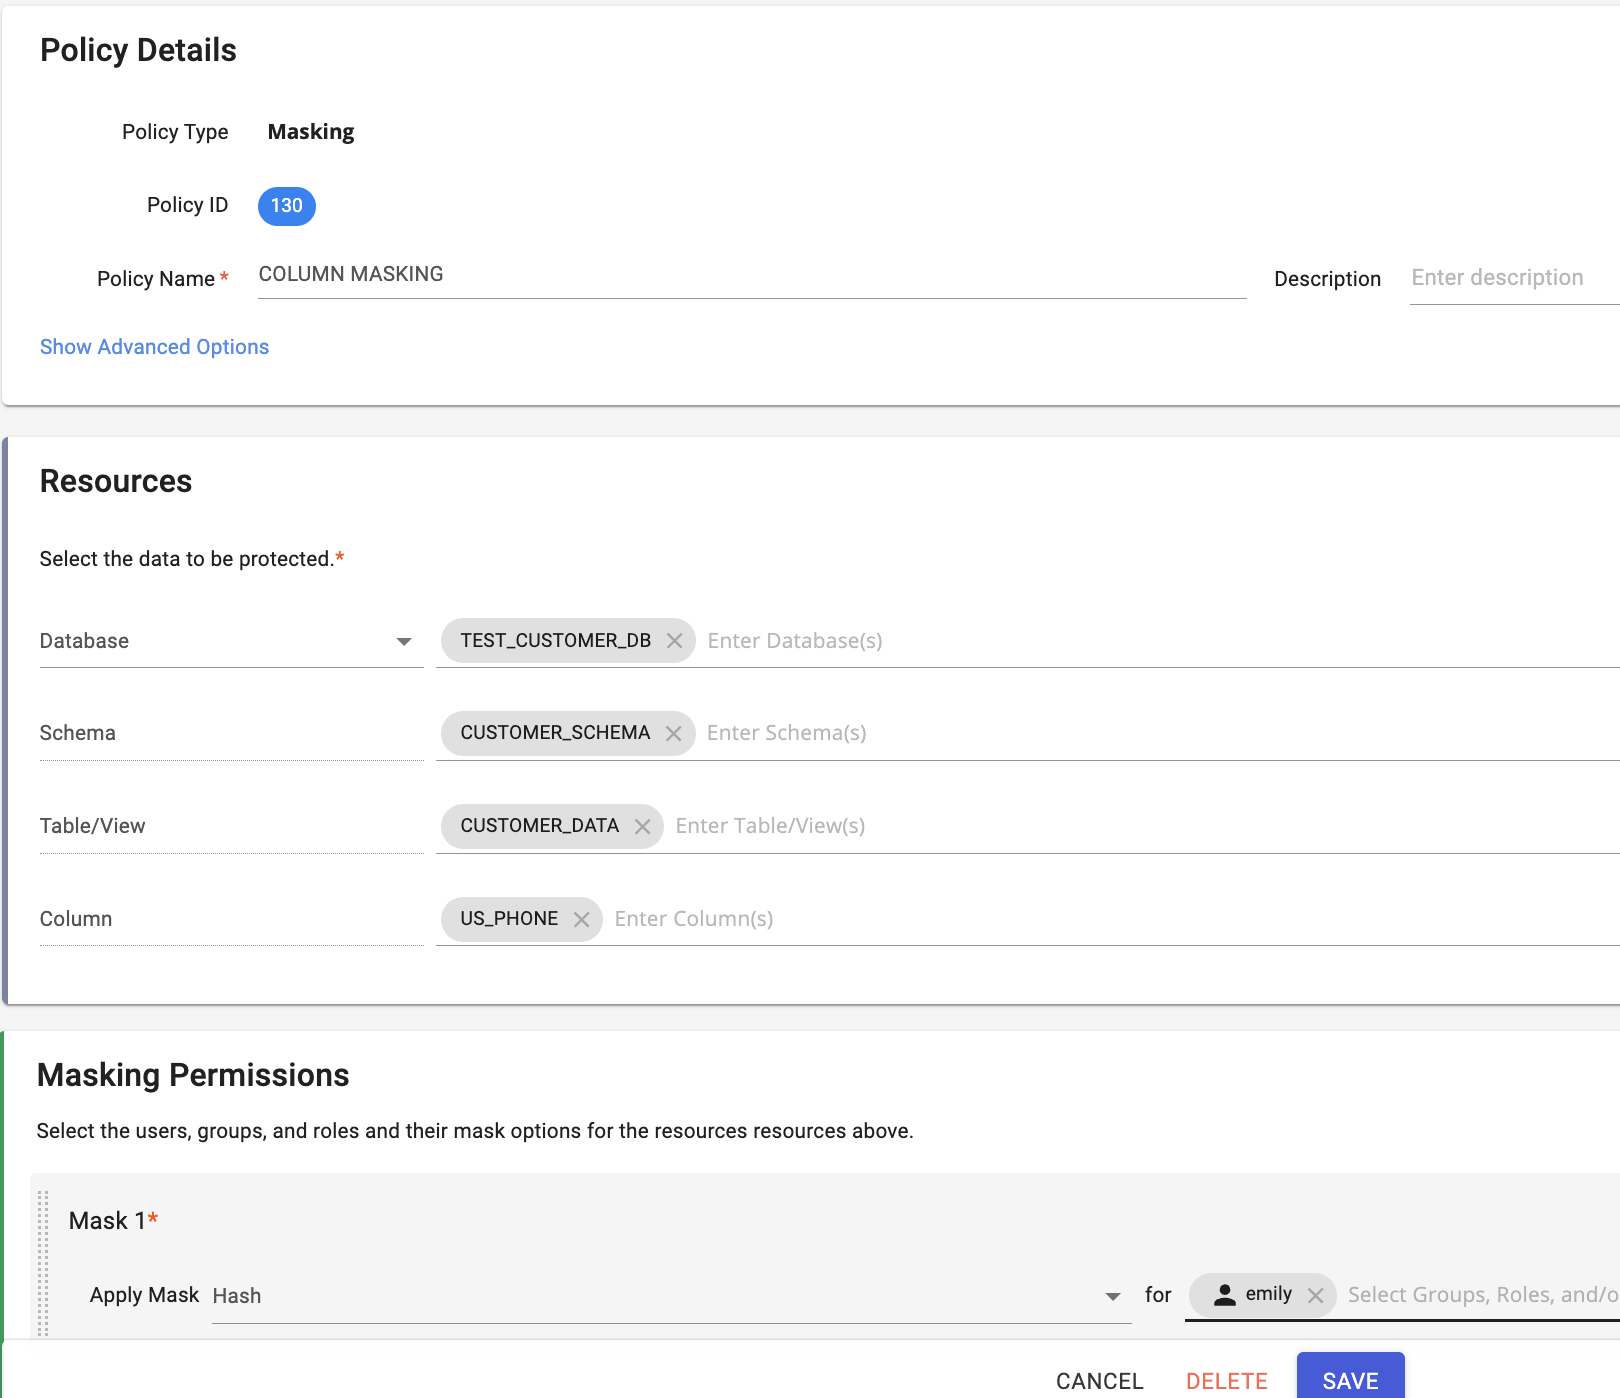 Policy Details
Policy Type Masking
Policy ID 130
Policy Name * COLUMN MASKING Description Enter description
Show Advanced Options
Resources
Select the data to be protected.*
Database TEST_CUSTOMER_DB Enter Database(s)
Schema CUSTOMER_SCHEMA Enter Schema(s)
Table/View CUSTOMER_DATA Enter Table/View(s)
Column US_PHONE Enter Column(s)
Masking Permissions
Select the users, groups, and roles and their mask options for the resources resources above.
Mask 1*
Apply Mask Hash for emily Select Groups, Roles, and/o
CANCEL DELETE SAVE